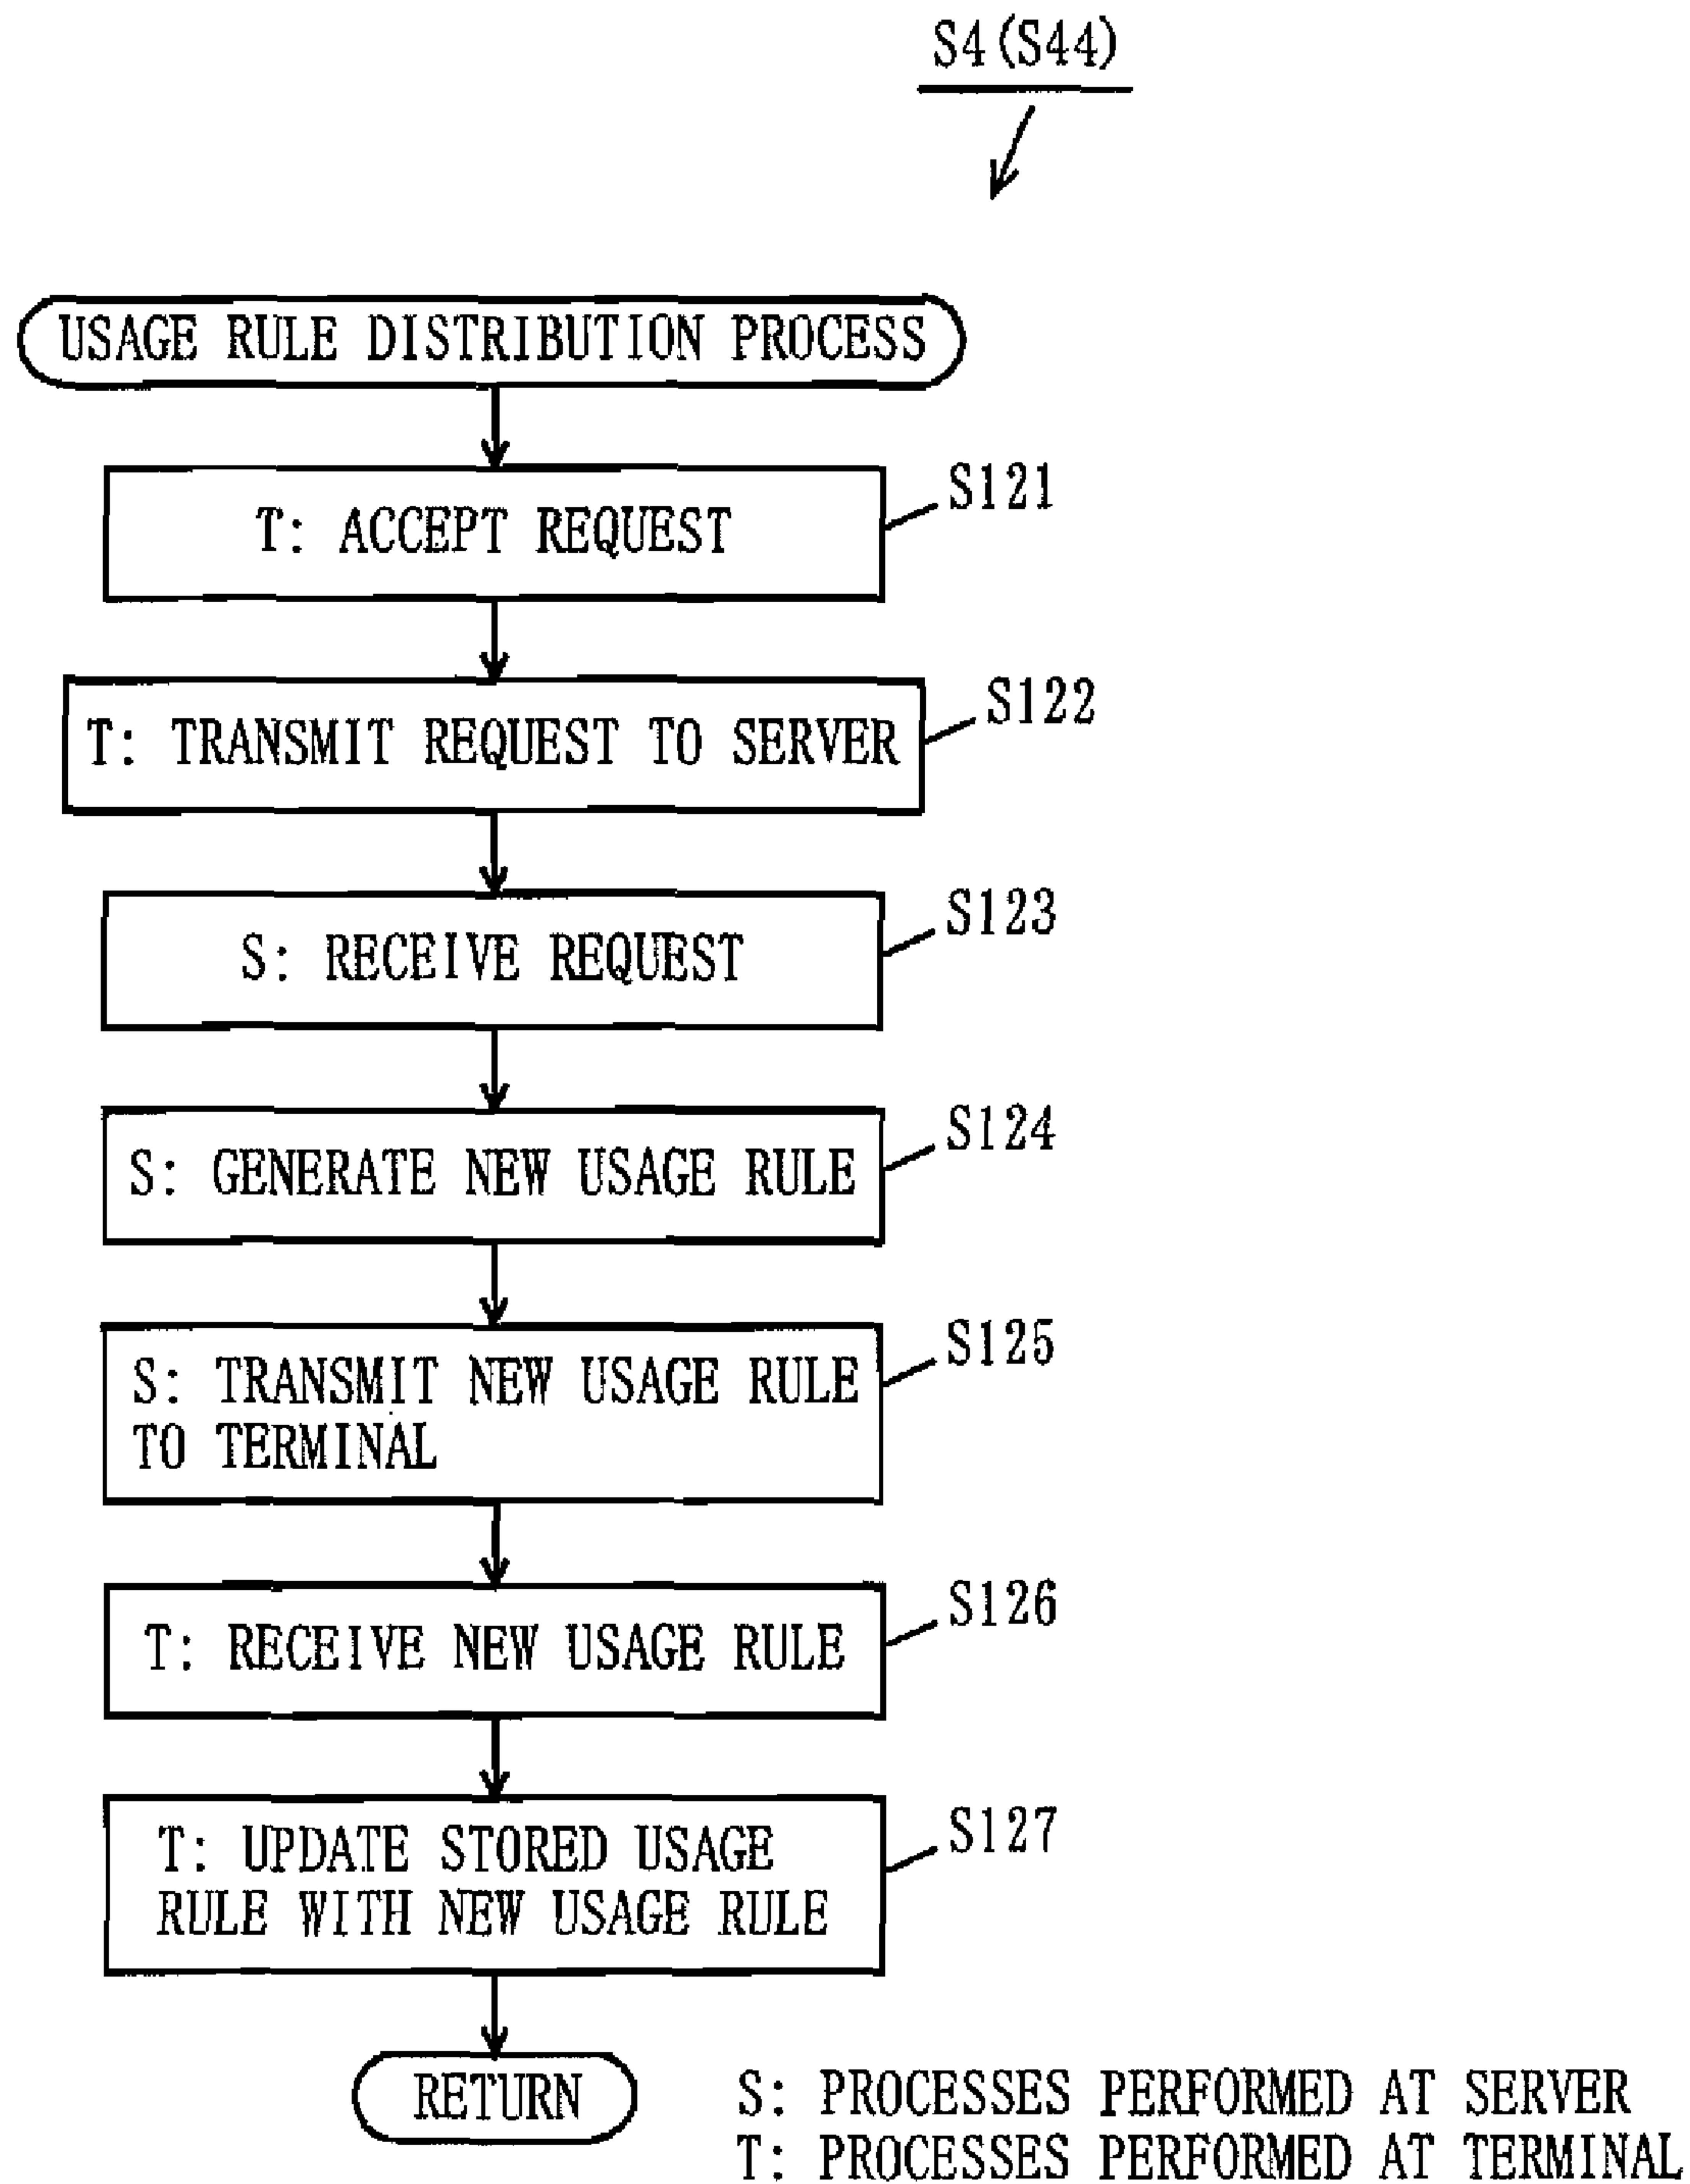 S4(S44)
USAGE RULE DISTRIBUTION PROCESS
S121
T: ACCEPT REQUEST
S122
T: TRANSMIT REQUEST TO SERVER
S123
S: RECEIVE REQUEST
S124
S: GENERATE NEW USAGE RULE
S125
S: TRANSMIT NEW USAGE RULE
TO TERMINAL
S126
T: RECEIVE NEW USAGE RULE
S127
T: UPDATE STORED USAGE
RULE WITH NEW USAGE RULE
RETURN
S: PROCESSES PERFORMED AT SERVER
T: PROCESSES PERFORMED AT TERMINAL